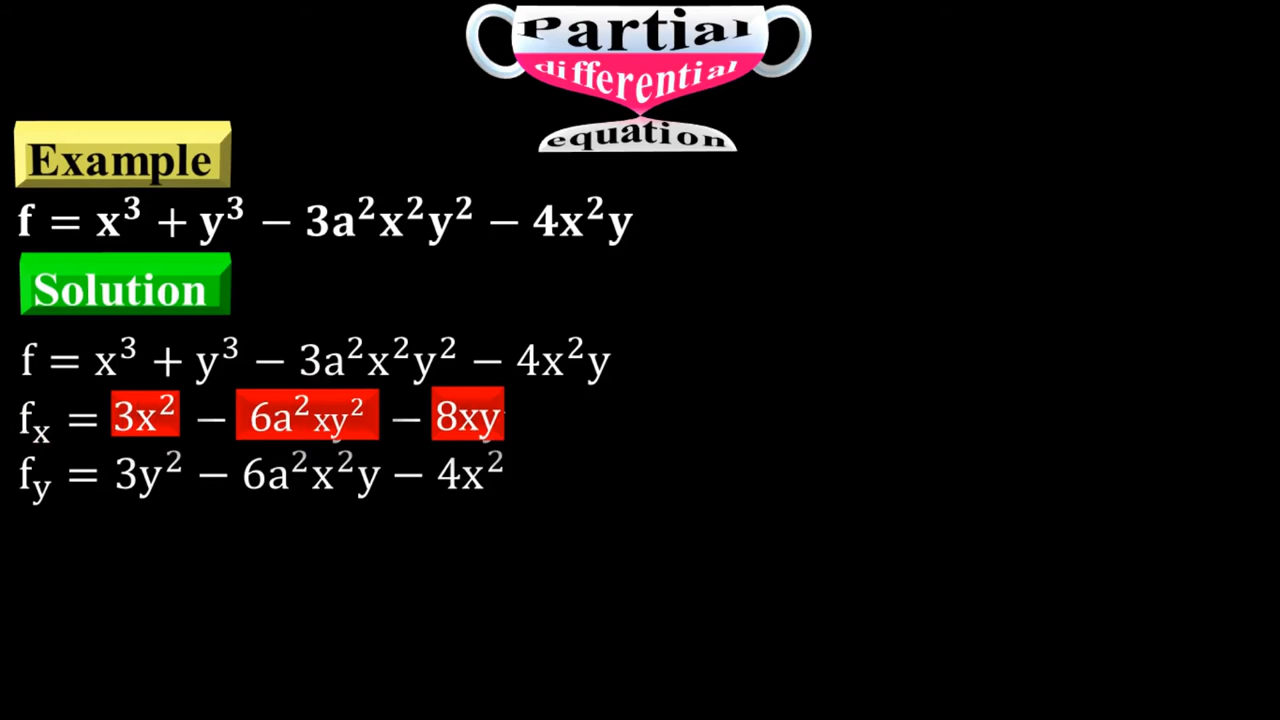 Partial
differential
equation
Example
f = x³ + y³ − 3a²x²y² − 4x²y
Solution
f = x³ + y³ − 3a²x²y² − 4x²y
fₓ = 3x² − 6a²xy² − 8xy
f_y = 3y² − 6a²x²y − 4x²